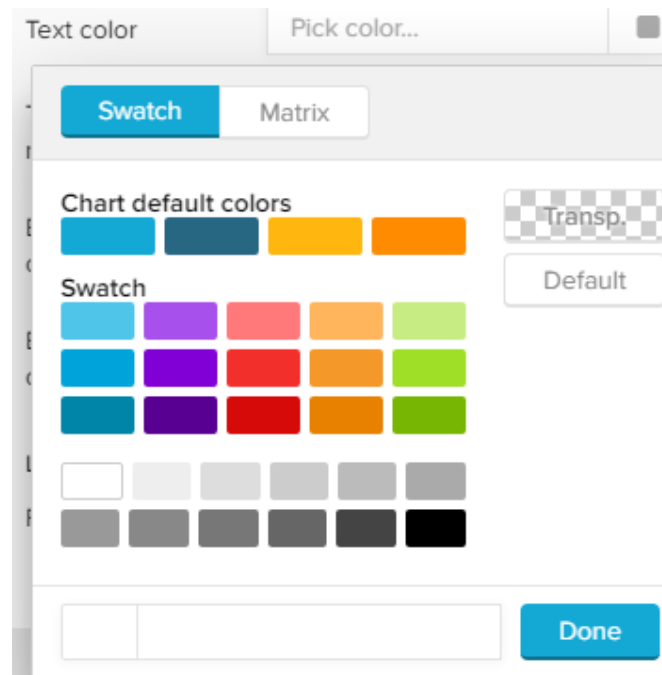 Text color
Pick color...
Swatch
Matrix
Chart default colors
Transp.
Default
Swatch
Done